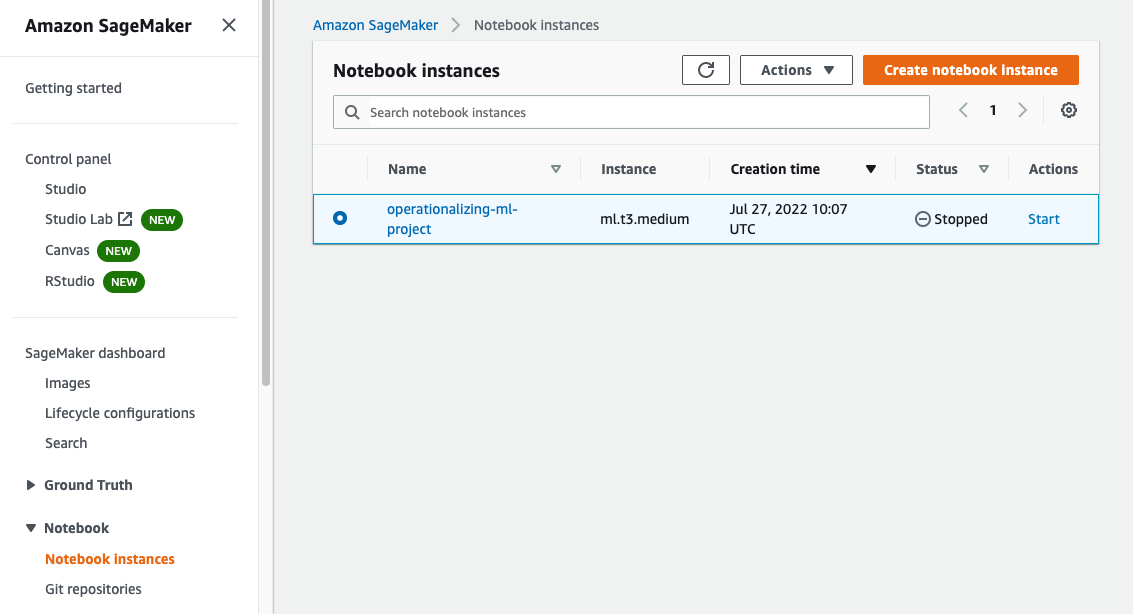 Amazon SageMaker
Getting started
Control panel
Studio
Studio Lab NEW
Canvas NEW
RStudio NEW
SageMaker dashboard
Images
Lifecycle configurations
Search
Ground Truth
Notebook
Notebook instances
Git repositories
Amazon SageMaker Notebook instances
Notebook instances Actions Create notebook instance
Search notebook instances 1
Name Instance Creation time Status Actions
operationalizing-ml-
project
ml.t3.medium
Jul 27, 2022 10:07
UTC
Stopped
Start